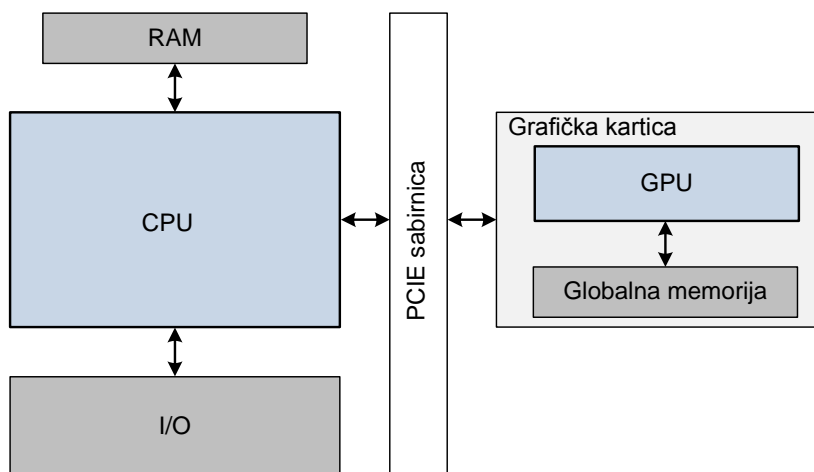 RAM
CPU
I/O
PCIE sabirnica
Grafička kartica
GPU
Globalna memorija